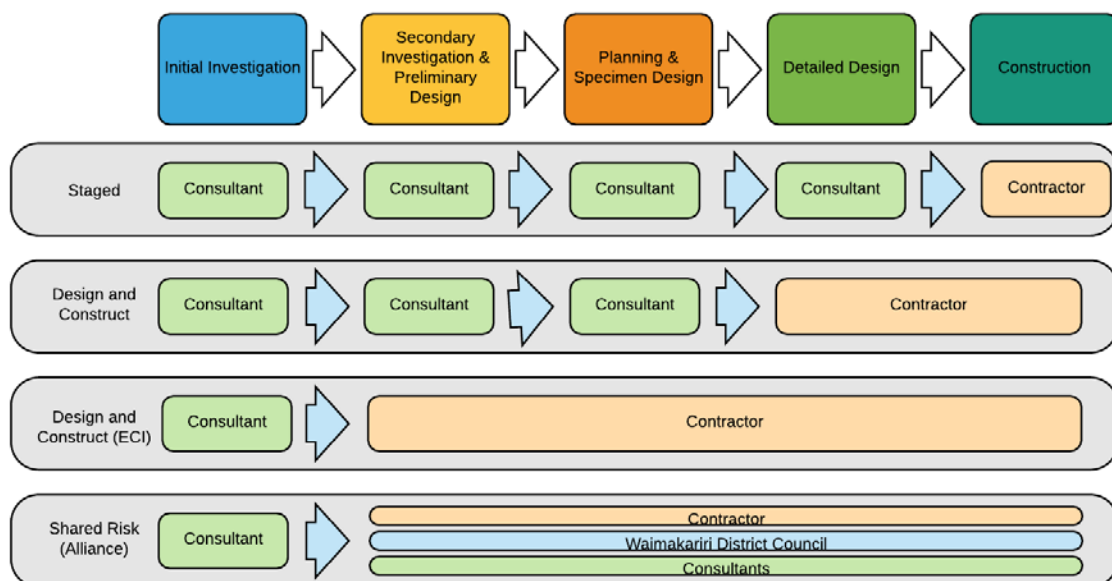 Initial Investigation
Secondary
Investigation &
Preliminary
Design
Planning &
Specimen Design
Detailed Design
Construction
Staged
Consultant
Consultant
Consultant
Consultant
Contractor
Design and
Construct
Consultant
Consultant
Consultant
Contractor
Design and
Construct (ECI)
Consultant
Contractor
Shared Risk
(Alliance)
Consultant
Contractor
Waimakariri District Council
Consultants